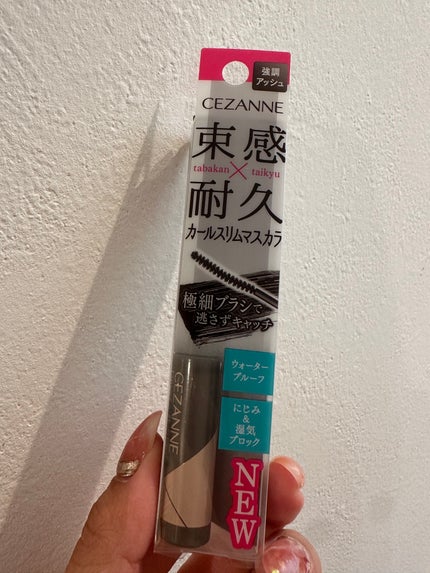 強調
アッシュ
CEZANNE
束感
tabakan × taikyu
耐久
カールスリムマスカラ
極細ブラシで
逃さずキャッチ
ウォーター
プルーフ
にじみ
&
湿気
ブロック
CEZANNE
NEW